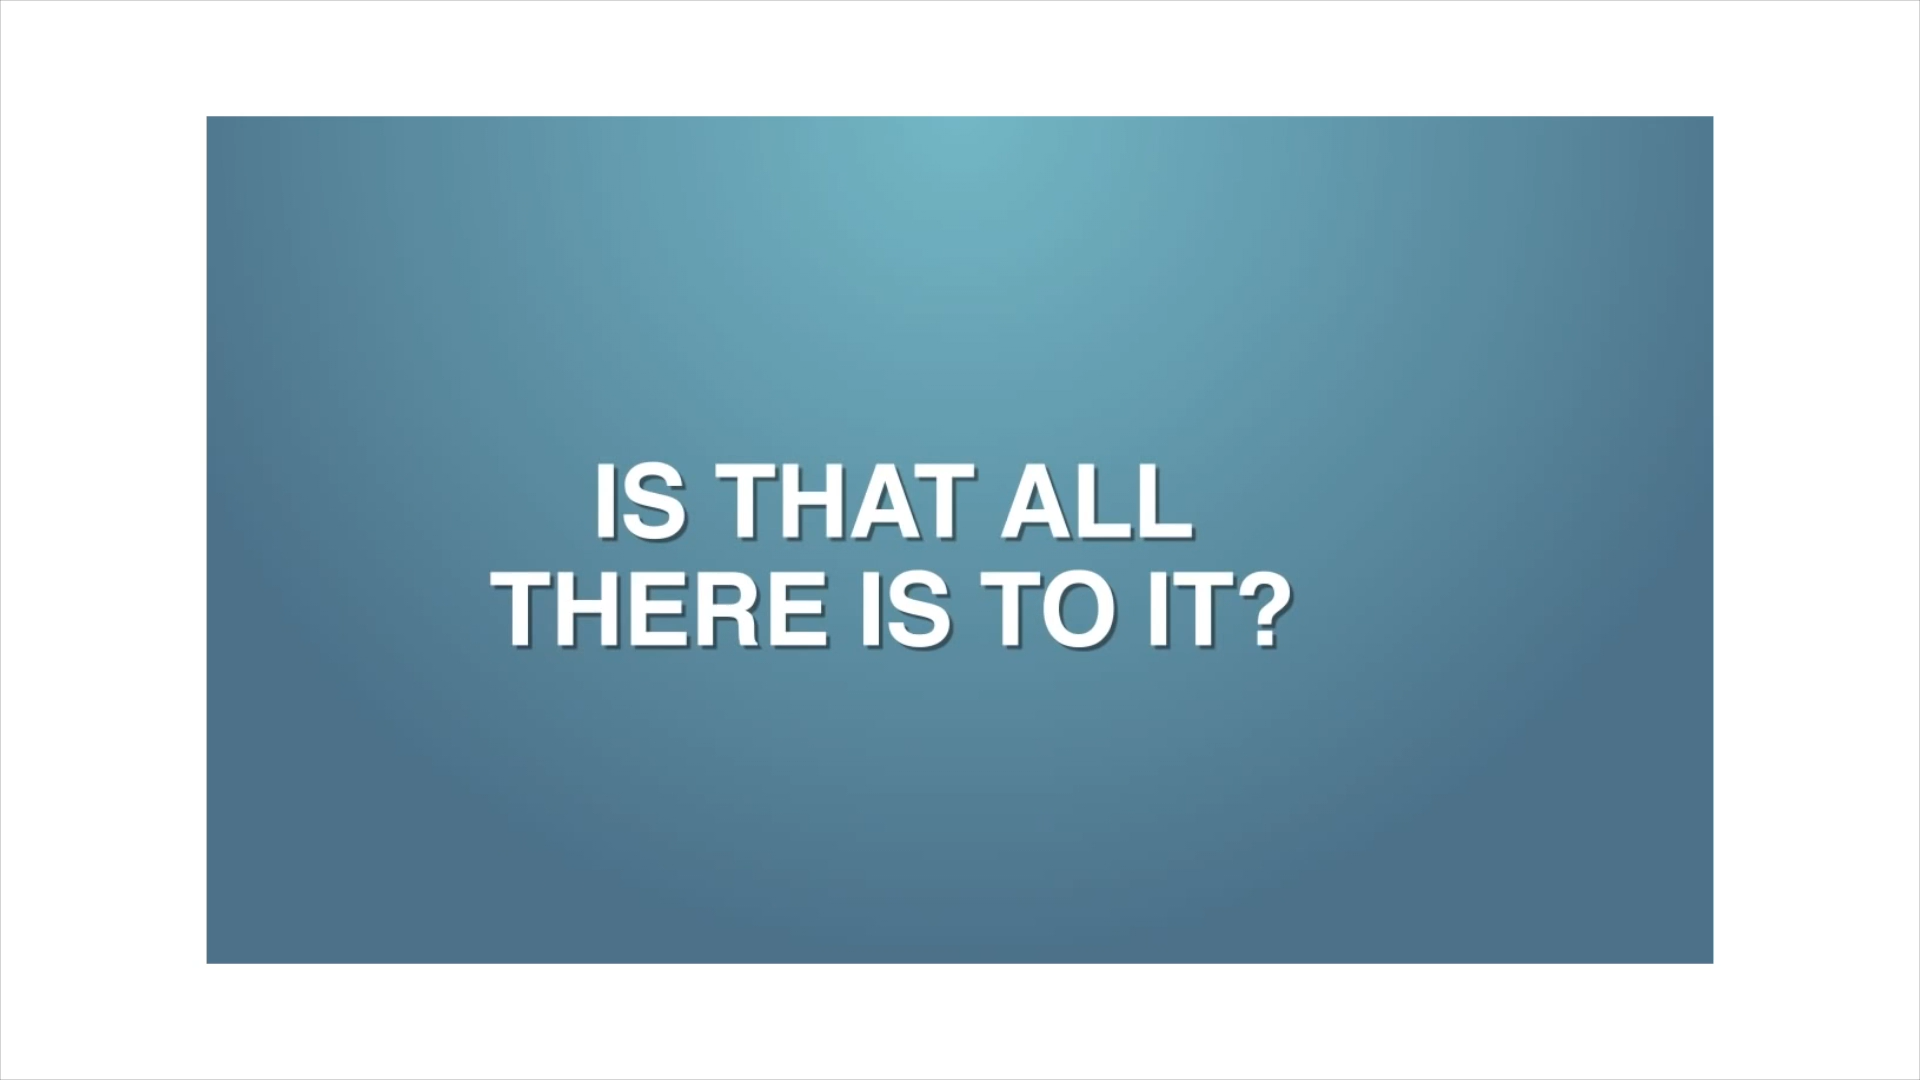 IS THAT ALL
THERE IS TO IT?